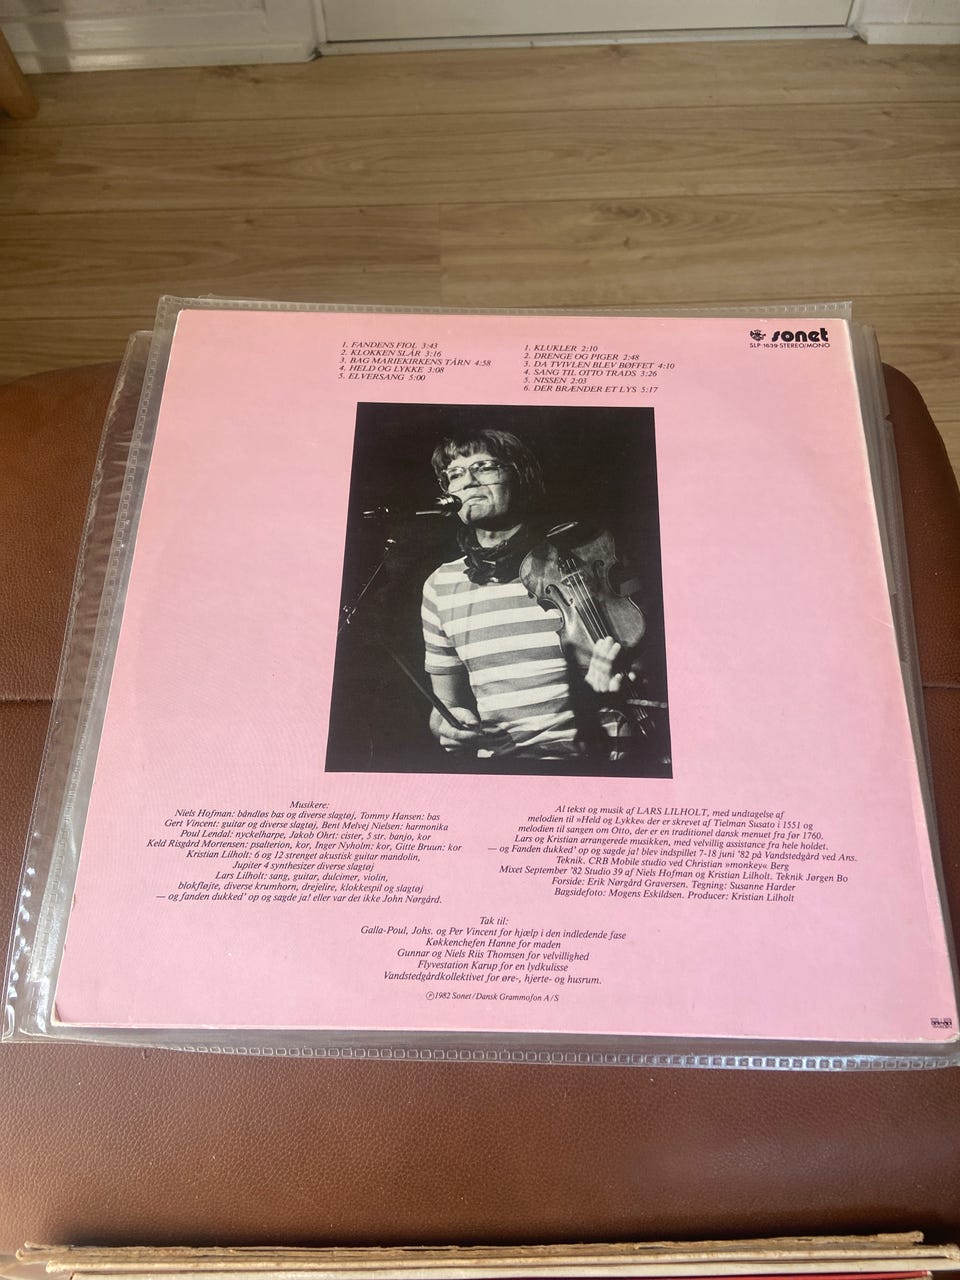 1. FANDENS FIOL 3:43
2. KLOKKEN SLÅR 3:16
3. BAG MARIEKIRKENS TÅRN 4:58
4. HELD OG LYKKE 3:08
5. ELVERSANG 5:00
1. KLUKLER 2:10
2. DRENGE OG PIGER 2:48
3. DA TVIVLEN BLEV BØFFET 4:10
4. SANG TIL OTTO TRADS 3:26
5. NISSEN 2:03
6. DER BRÆNDER ET LYS 5:17
sonet
SLP-1639-STEREO/MONO
Musikere:
Niels Hofman: båndløs bas og diverse slagtøj, Tommy Hansen: bas
Gert Vincent: guitar og diverse slagtøj, Bent Melvej Nielsen: harmonika
Poul Lendal: nyckelharpe, Jakob Ohrt: cister, 5 str. banjo, kor
Keld Risgård Mortensen: psalterion, kor, Inger Nyholm: kor, Gitte Bruun: kor
Kristian Lilholt: 6 og 12 strenget akustisk guitar mandolin,
Jupiter 4 synthesizer diverse slagtøj
Lars Lilholt: sang, guitar, dulcimer, violin,
blokfløjte, diverse krumhorn, drejelire, klokkespil og slagtøj
— og fanden dukked' op og sagde ja! eller var det ikke John Nørgård.
Al tekst og musik af LARS LILHOLT, med undtagelse af
melodien til »Held og Lykke« der er skrevet af Tielman Susato i 1551 og
melodien til sangen om Otto, der er en traditionel dansk menuet fra før 1760.
Lars og Kristian arrangerede musikken, med velvillig assistance fra hele holdet.
— og Fanden dukked' op og sagde ja! blev indspillet 7-18 juni '82 på Vandstedgård ved Ans.
Teknik. CRB Mobile studio ved Christian »monkey« Berg
Mixet September '82 Studio 39 af Niels Hofman og Kristian Lilholt. Teknik Jørgen Bo
Forside: Erik Nørgård Graversen. Tegning: Susanne Harder
Bagsidefoto: Mogens Eskildsen. Producer: Kristian Lilholt
Tak til:
Galla-Poul, Johs. og Per Vincent for hjælp i den indledende fase
Køkkenchefen Hanne for maden
Gunnar og Niels Riis Thomsen for velvillighed
Flyvestation Karup for en lydkulisse
Vandstedgårdkollektivet for øre-, hjerte- og husrum.
Ⓟ1982 Sonet/Dansk Grammofon A/S